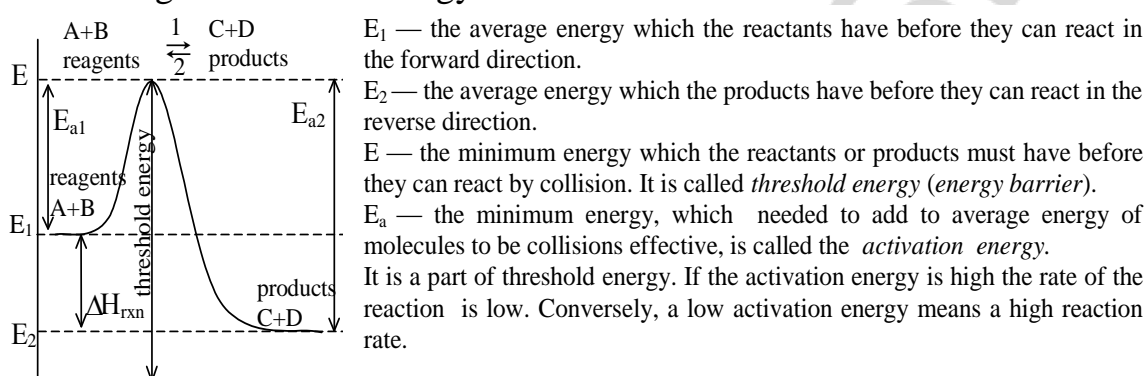 A+B
reagents
1
⇄
2
C+D
products
E
E₁
E₂
Eₐ₁
Eₐ₂
reagents
A+B
threshold energy
ΔHᵣₓₙ
products
C+D
E₁ — the average energy which the reactants have before they can react in
the forward direction.
E₂ — the average energy which the products have before they can react in the
reverse direction.
E — the minimum energy which the reactants or products must have before
they can react by collision. It is called threshold energy (energy barrier).
Eₐ — the minimum energy, which needed to add to average energy of
molecules to be collisions effective, is called the activation energy.
It is a part of threshold energy. If the activation energy is high the rate of the
reaction is low. Conversely, a low activation energy means a high reaction
rate.